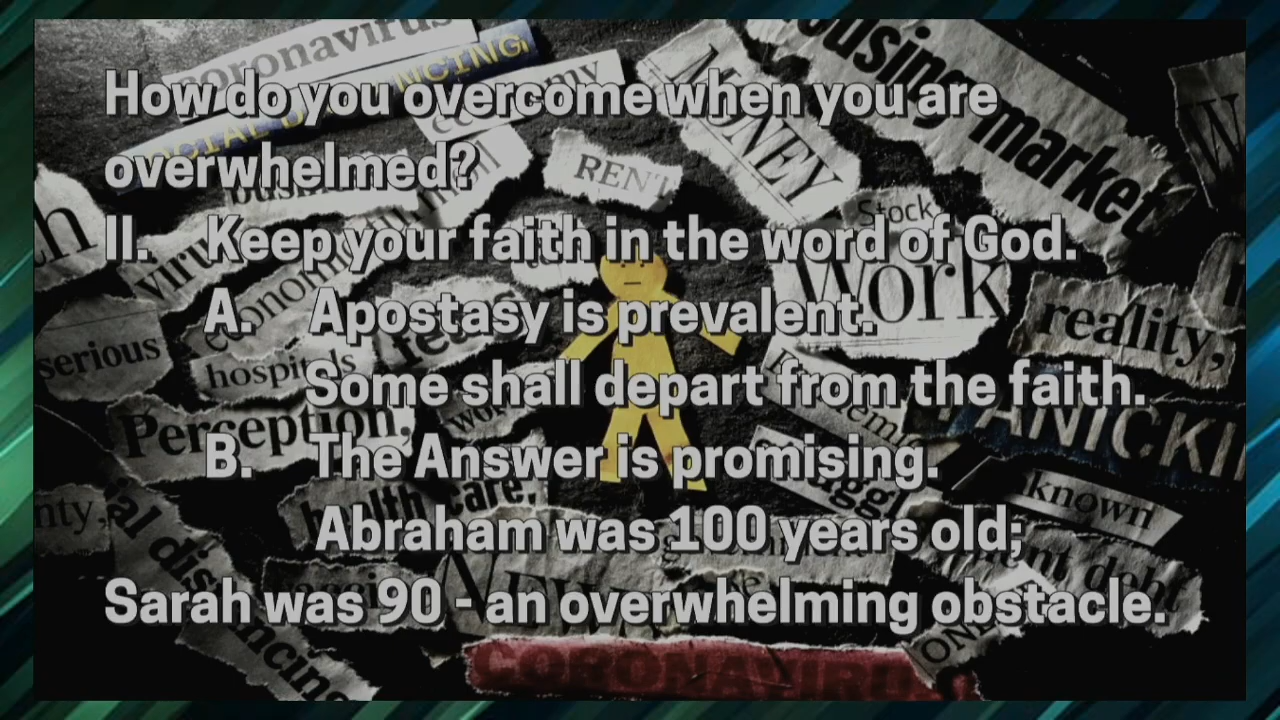 How do you overcome when you are
overwhelmed?
II. Keep your faith in the word of God.
A. Apostasy is prevalent.
Some shall depart from the faith.
B. The Answer is promising.
Abraham was 100 years old;
Sarah was 90 - an overwhelming obstacle.
coronavirus
MONEY
housing market
RENT
Stock
Work
reality,
serious
hospitals
Perception,
health care,
known
CORONAVIRUS